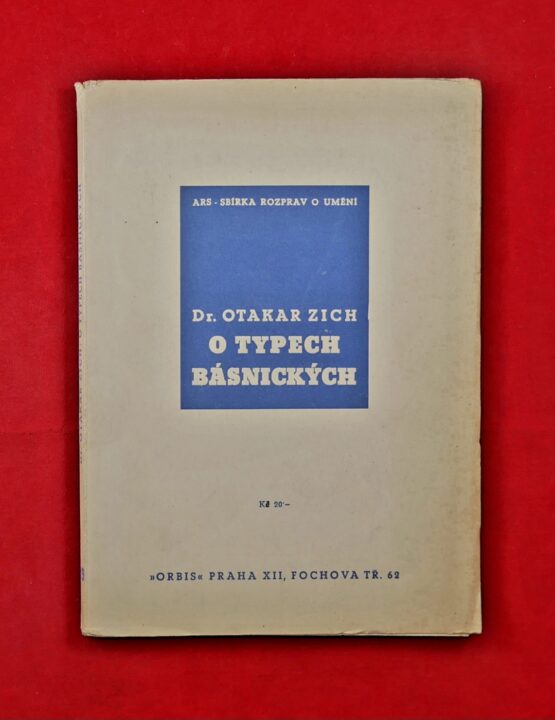 ARS - SBÍRKA ROZPRAV O UMĚNÍ
Dr. OTAKAR ZICH
O TYPECH
BÁSNICKÝCH
Kč 20·–
»ORBIS« PRAHA XII, FOCHOVA TŘ. 62